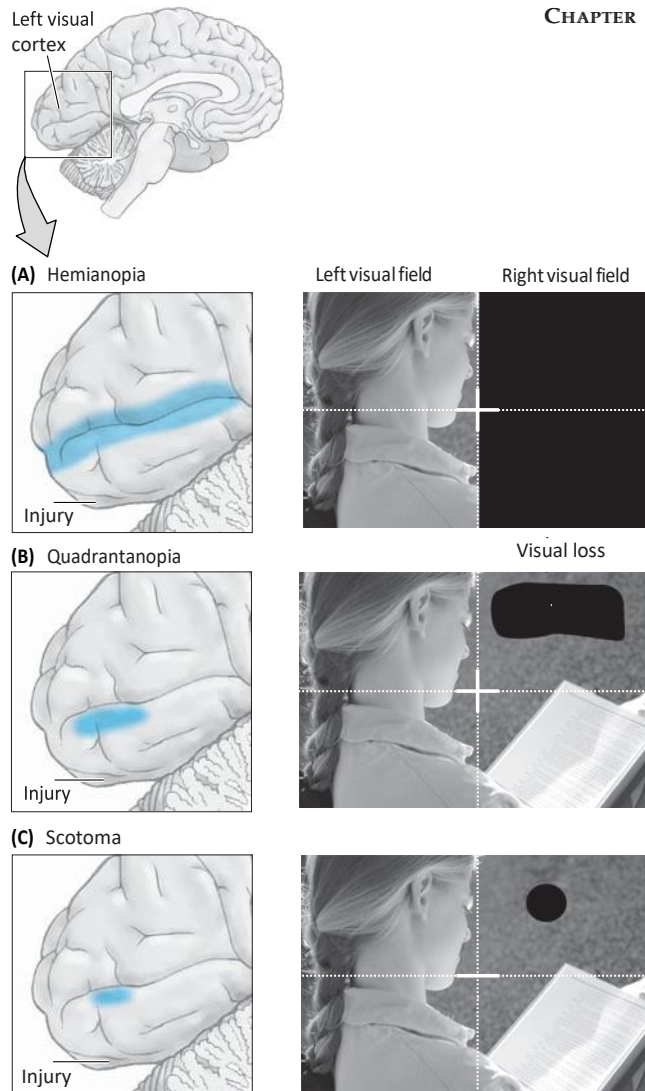 Left visual
cortex
CHAPTER
(A) Hemianopia
Left visual field
Right visual field
Injury
(B) Quadrantanopia
Visual loss
Injury
(C) Scotoma
Injury